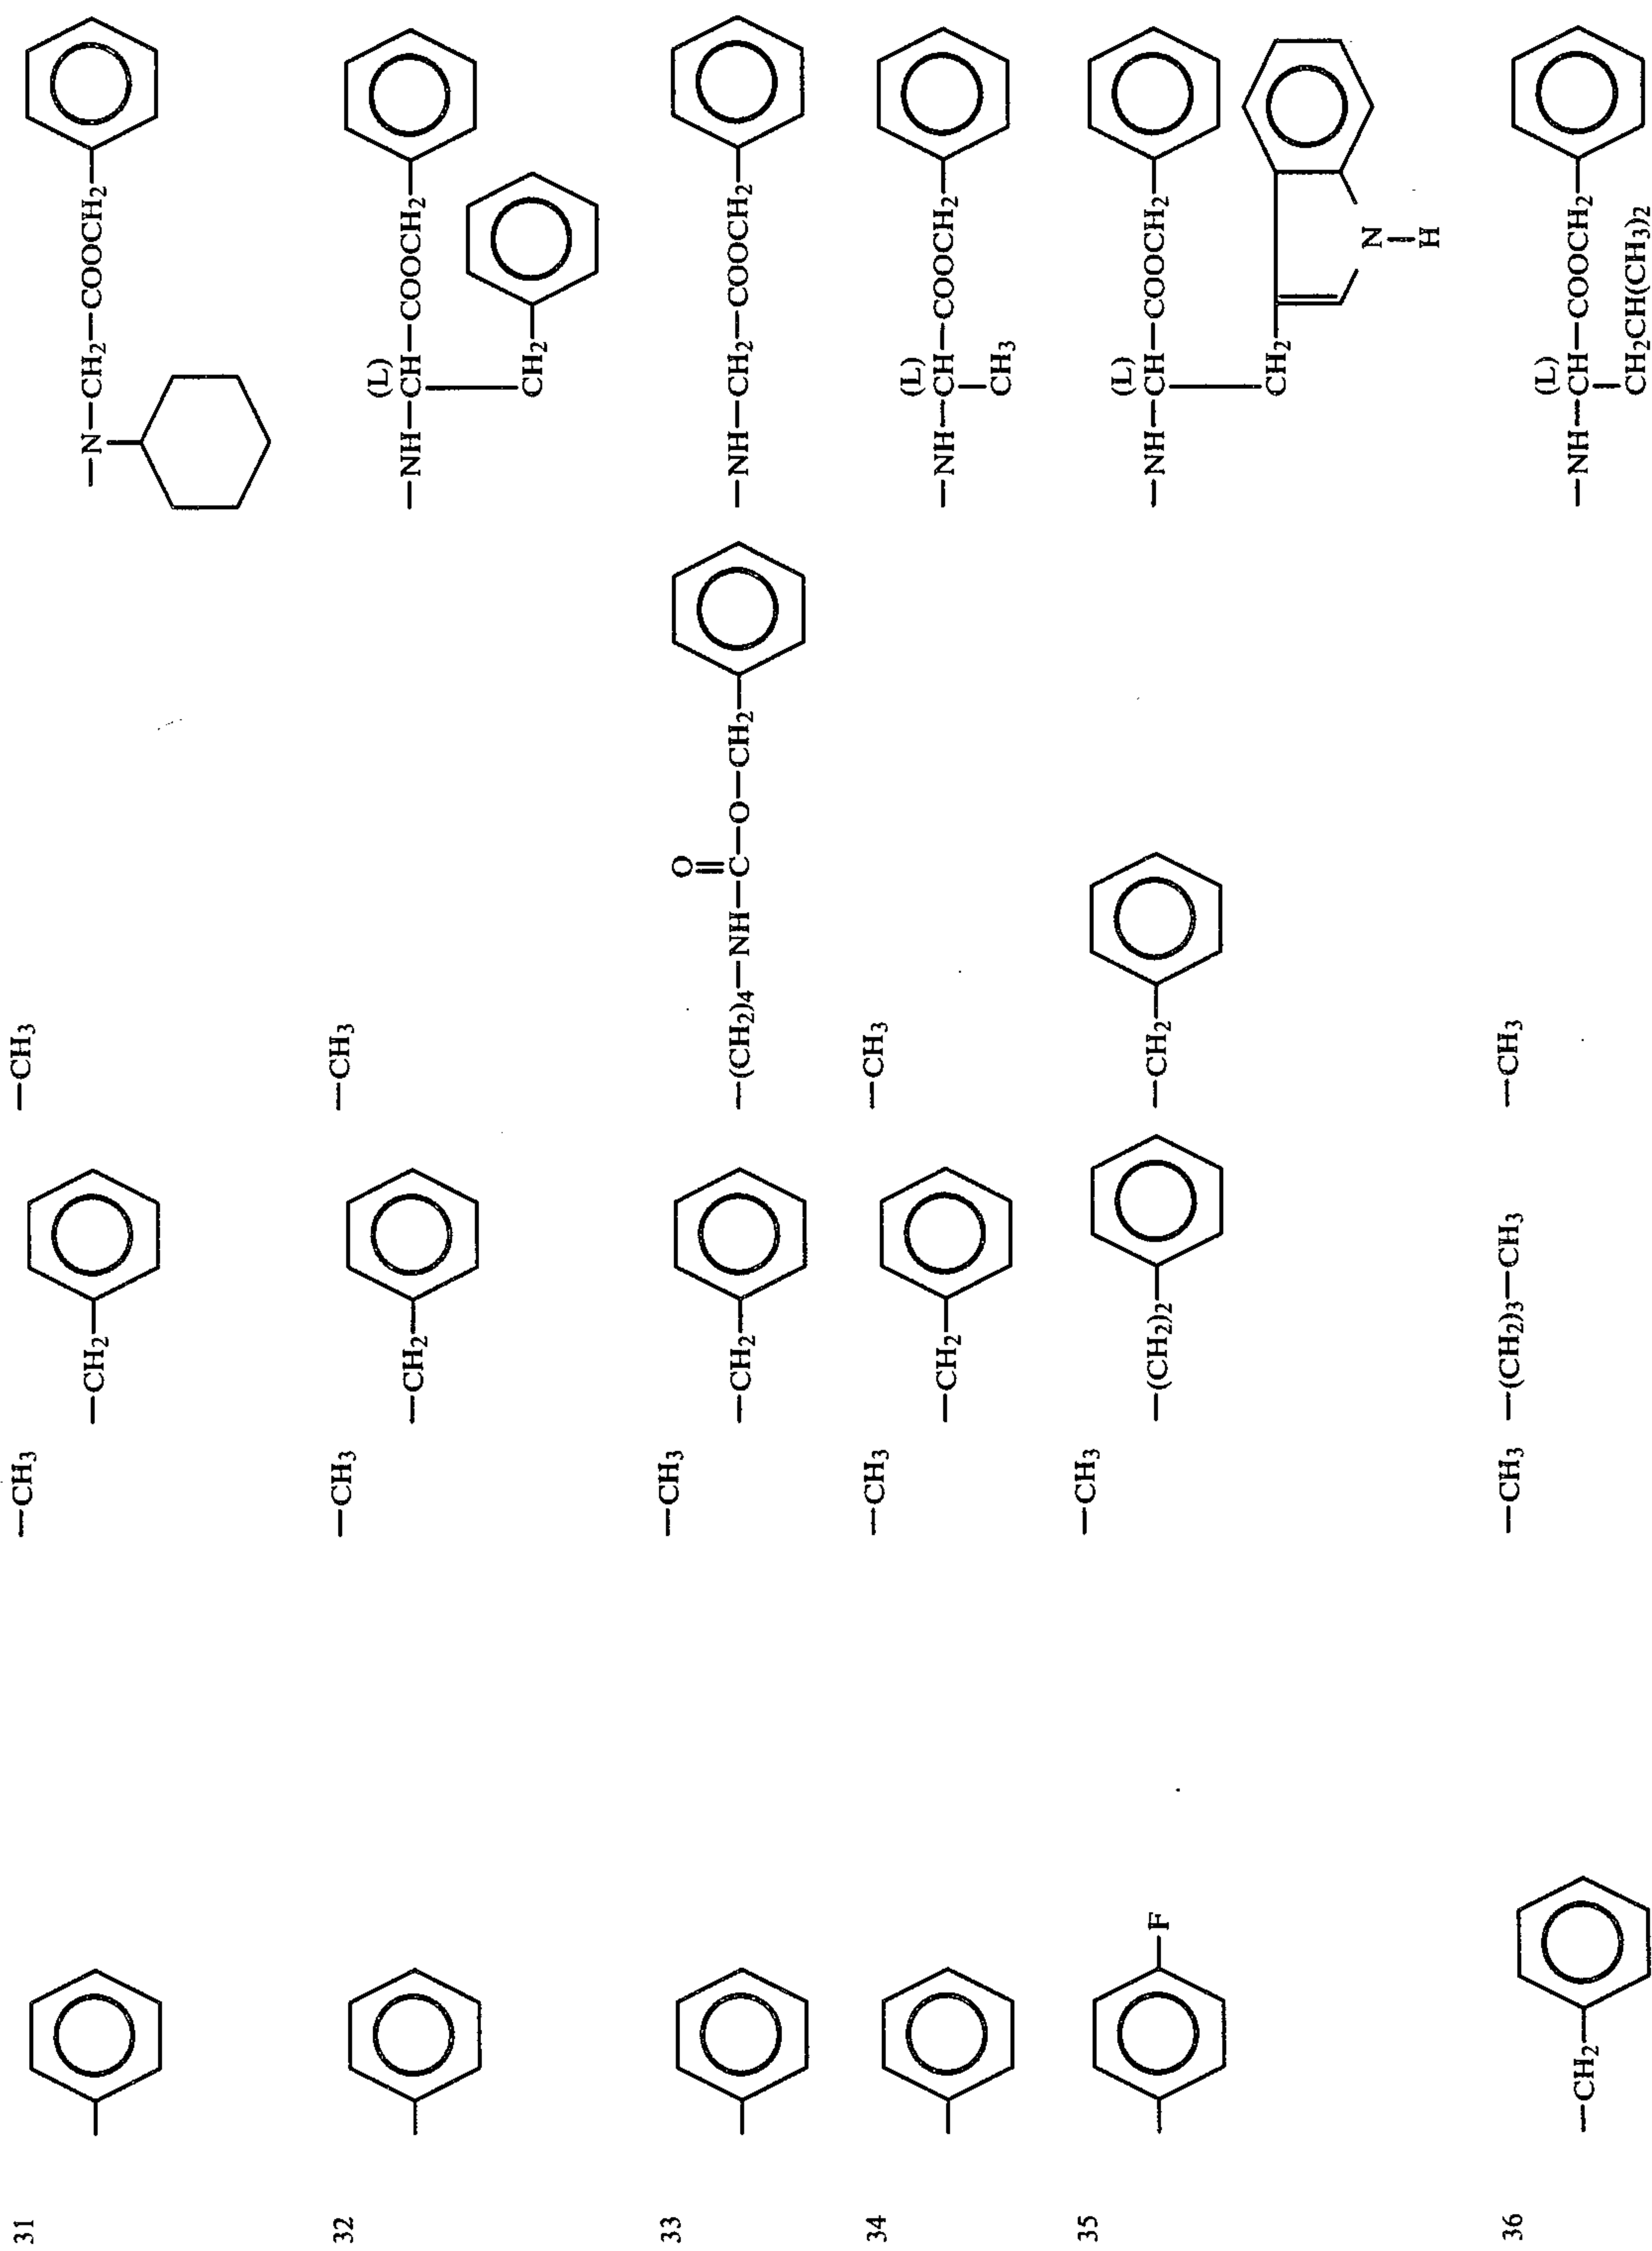 31 —CH3 —CH3
—CH2— —N—CH2—COOCH2—
32 —CH3 —CH3
(L)
—CH2— —NH—CH—COOCH2—
CH2—
33 —CH3 O
—CH2— —(CH2)4—NH—C—O—CH2— —NH—CH2—COOCH2—
34 —CH3 —CH3
(L)
—CH2— —NH—CH—COOCH2—
CH3
35 —CH3
(L)
—F —(CH2)2— —CH2— —NH—CH—COOCH2—
CH2—
N
H
36 —CH3 —(CH2)3—CH3 —CH3
(L)
—CH2— —NH—CH—COOCH2—
CH2CH(CH3)2